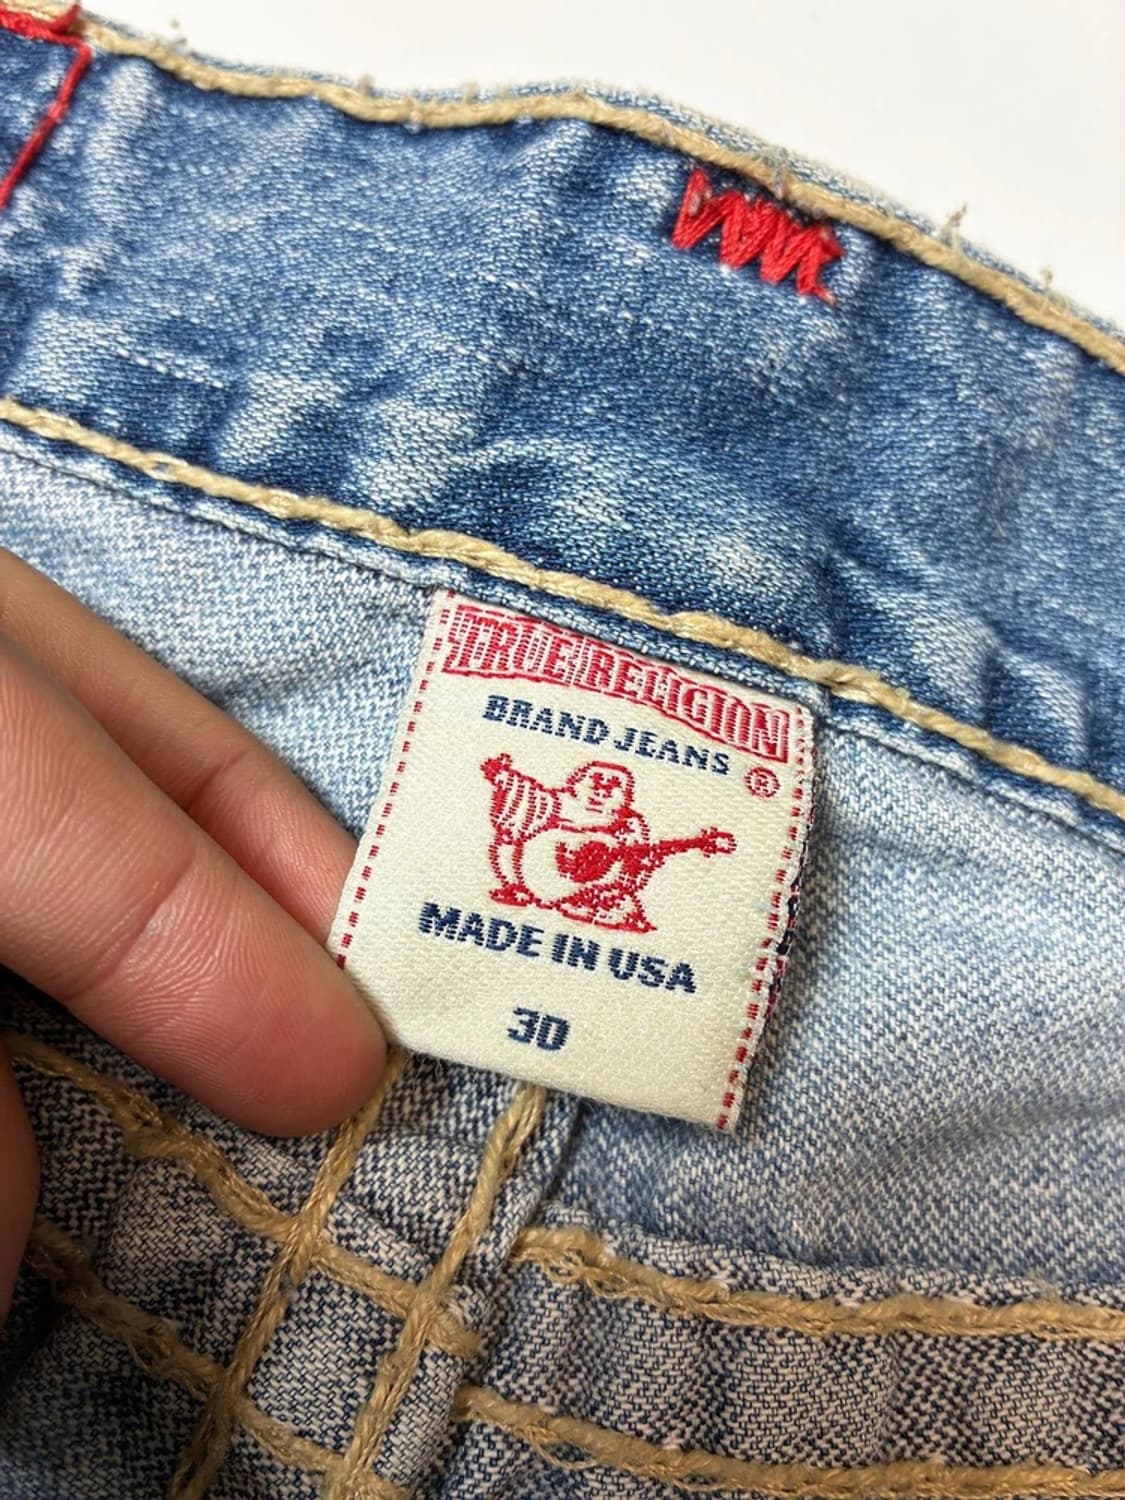 TRUE RELIGION
BRAND JEANS
®
MADE IN USA
30